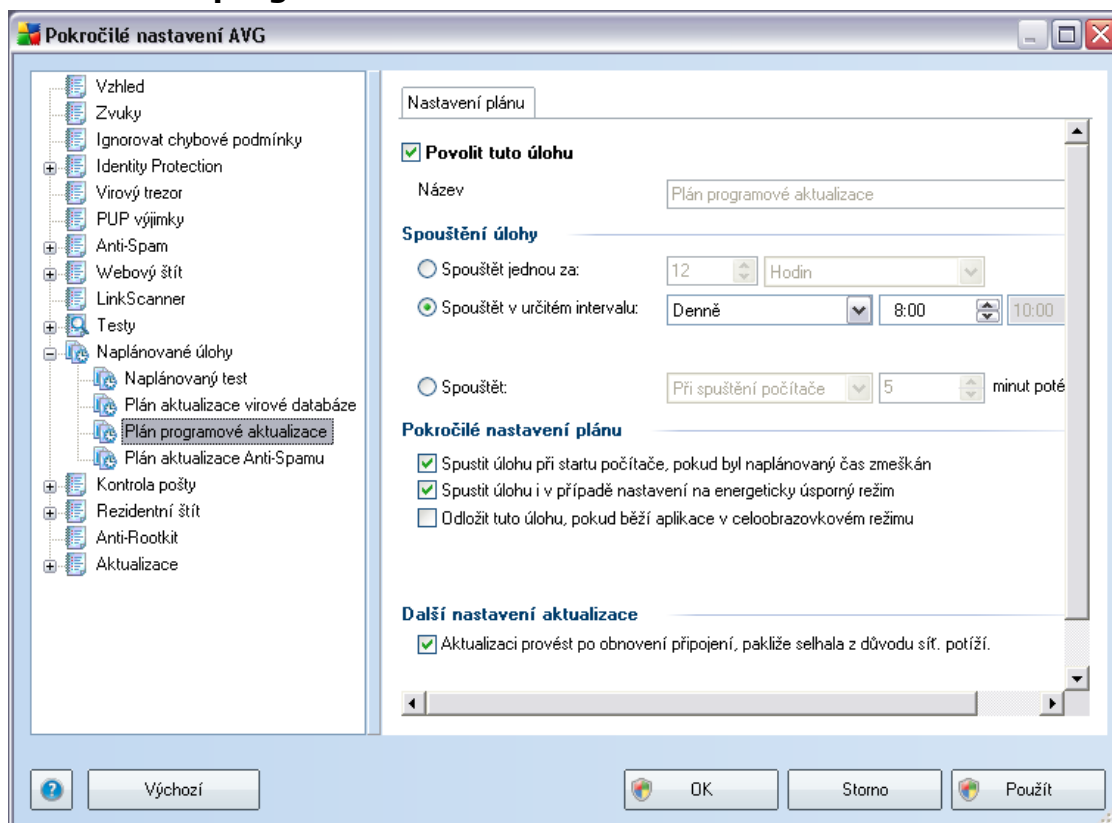 Pokročilé nastavení AVG
Vzhled
Zvuky
Ignorovat chybové podmínky
Identity Protection
Virový trezor
PUP výjimky
Anti-Spam
Webový štít
LinkScanner
Testy
Naplánované úlohy
Naplánovaný test
Plán aktualizace virové databáze
Plán programové aktualizace
Plán aktualizace Anti-Spamu
Kontrola pošty
Rezidentní štít
Anti-Rootkit
Aktualizace
Nastavení plánu
Povolit tuto úlohu
Název Plán programové aktualizace
Spouštění úlohy
Spouštět jednou za: 12 Hodin
Spouštět v určitém intervalu: Denně 8:00 10:00
Spouštět: Při spuštění počítače 5 minut poté
Pokročilé nastavení plánu
Spustit úlohu při startu počítače, pokud byl naplánovaný čas zmeškán
Spustit úlohu i v případě nastavení na energeticky úsporný režim
Odložit tuto úlohu, pokud běží aplikace v celoobrazovkovém režimu
Další nastavení aktualizace
Aktualizaci provést po obnovení připojení, pakliže selhala z důvodu síť. potíží.
Výchozí OK Storno Použít